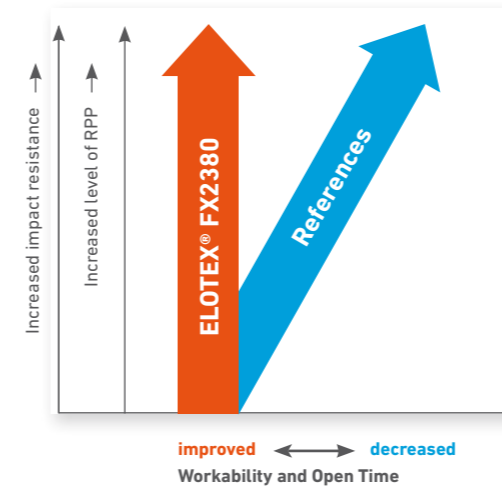 Increased impact resistance
Increased level of RPP
ELOTEX® FX2380
References
improved decreased
Workability and Open Time